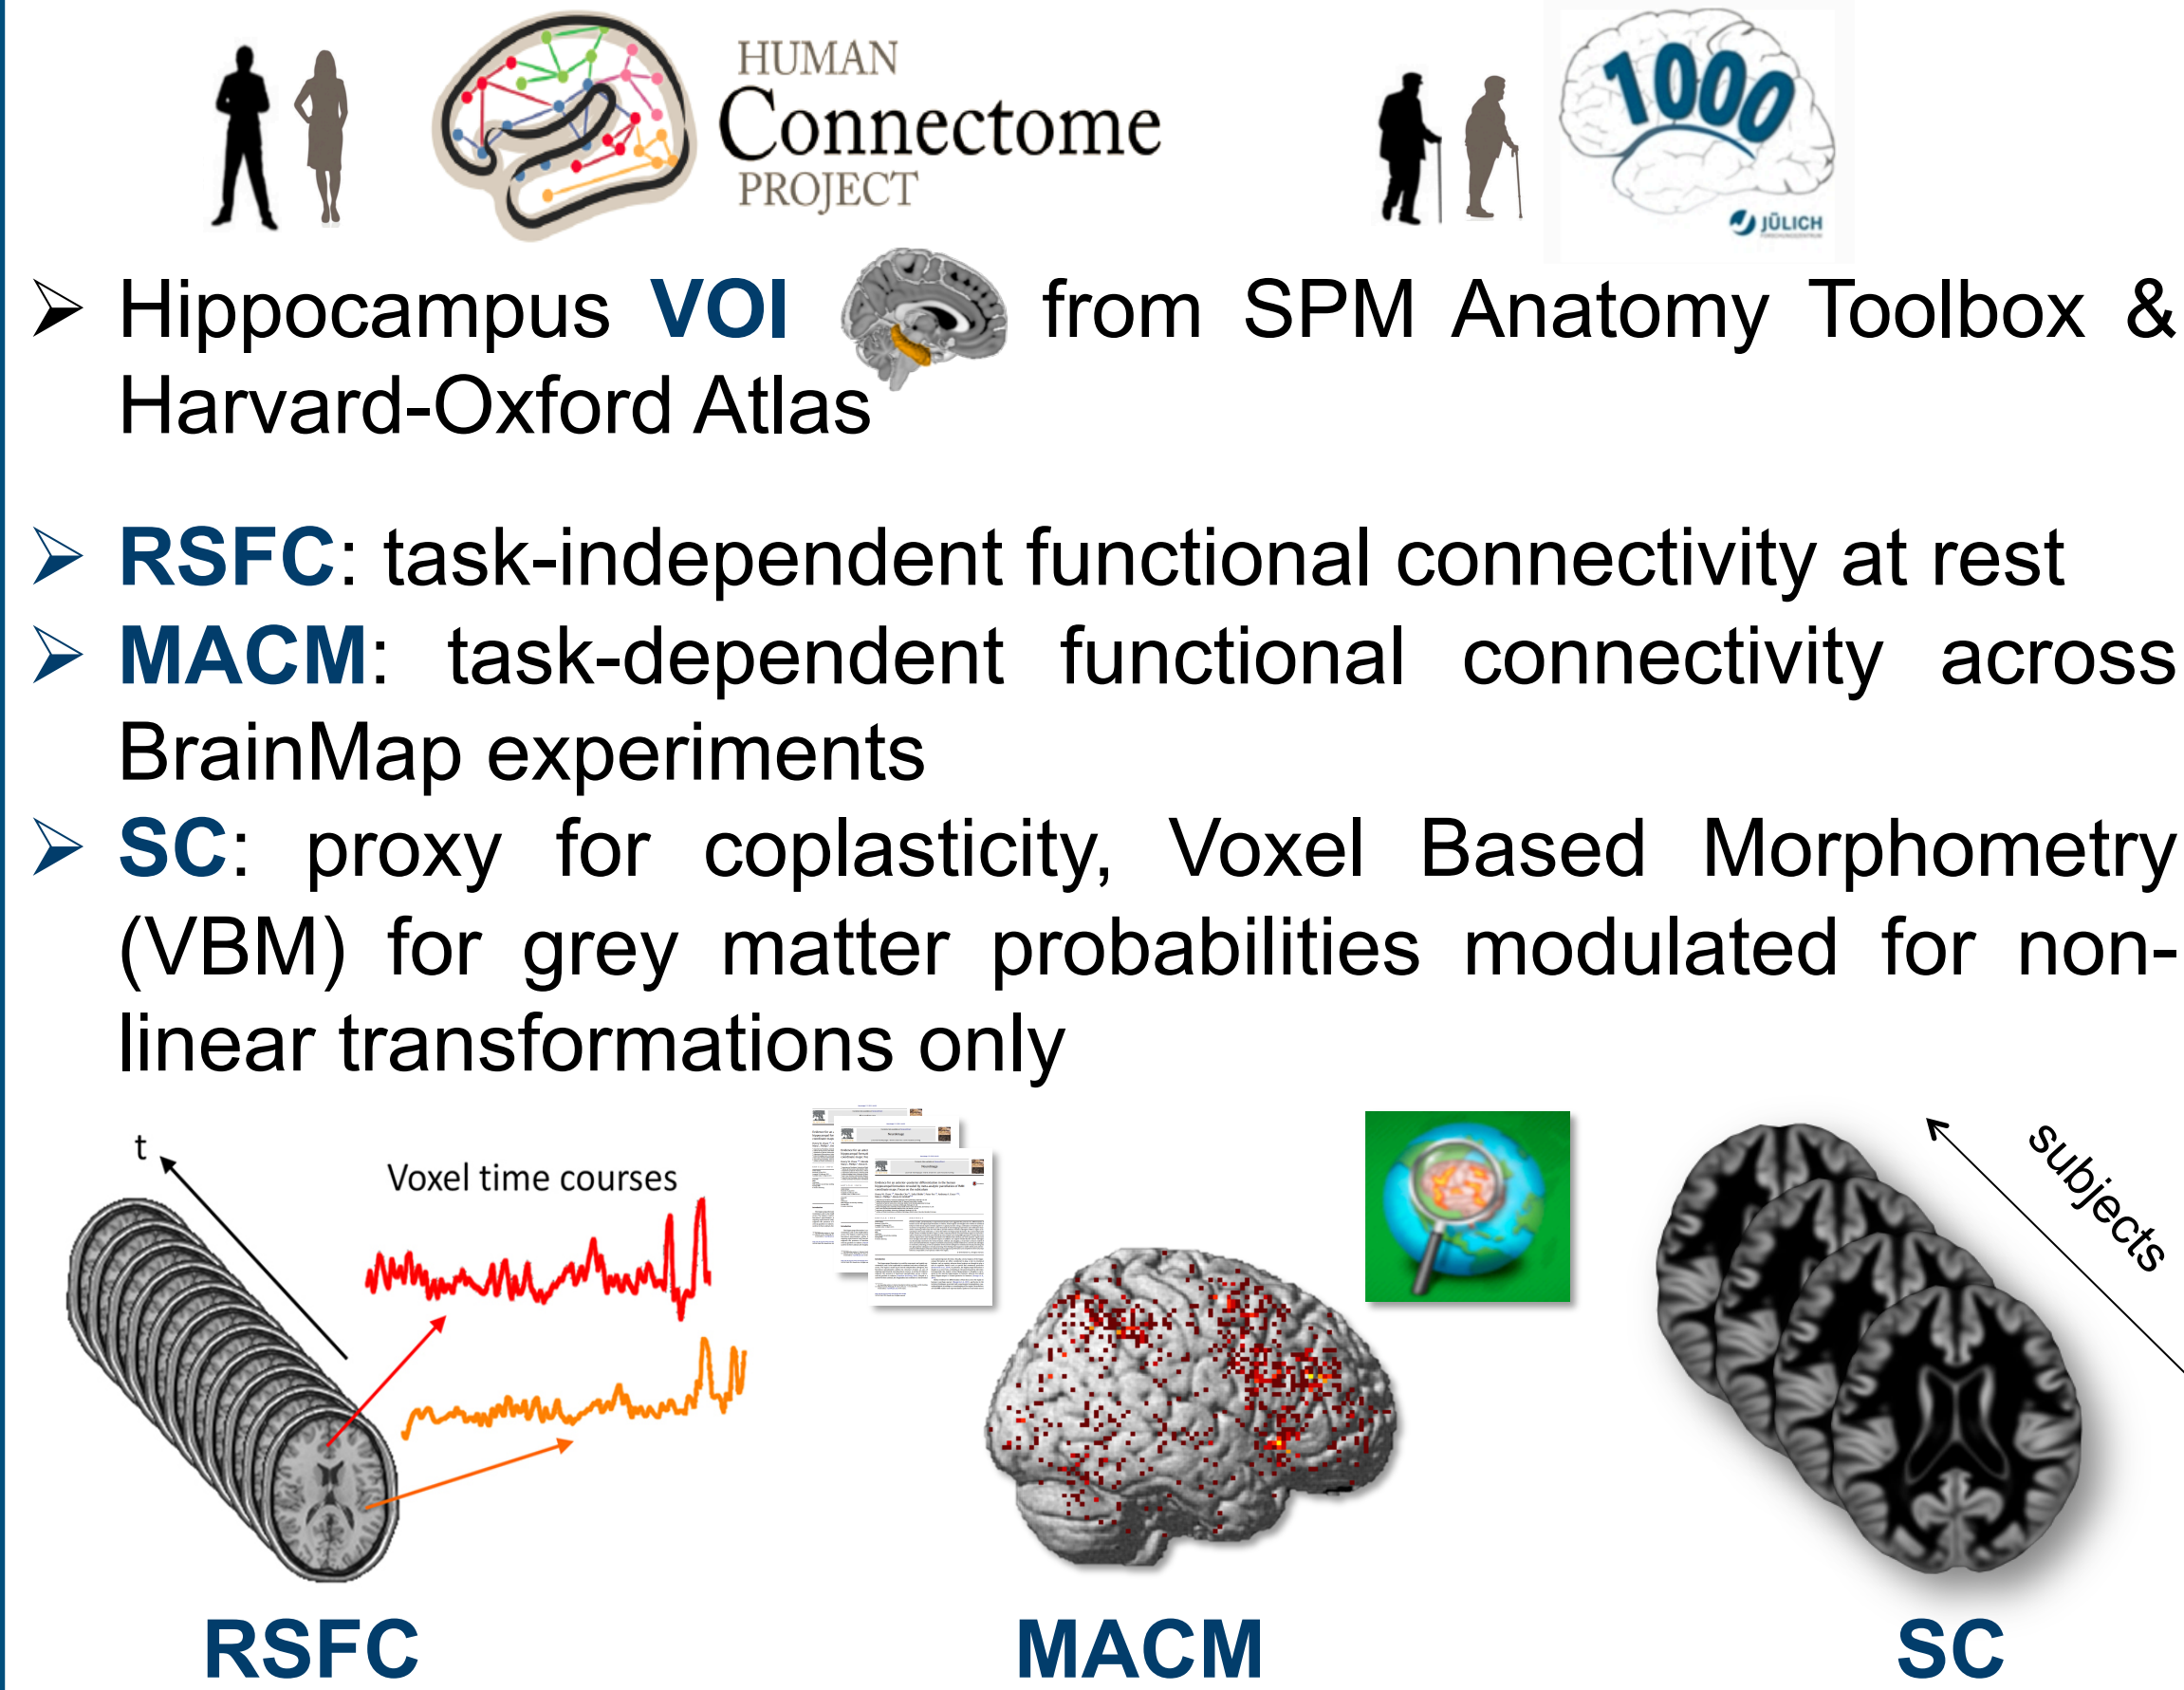 HUMAN
Connectome
PROJECT
1000
JÜLICH
FORSCHUNGSZENTRUM
Hippocampus VOI from SPM Anatomy Toolbox &
Harvard-Oxford Atlas
RSFC: task-independent functional connectivity at rest
MACM: task-dependent functional connectivity across
BrainMap experiments
SC: proxy for coplasticity, Voxel Based Morphometry
(VBM) for grey matter probabilities modulated for non-
linear transformations only
t
Voxel time courses
subjects
RSFC
MACM
SC